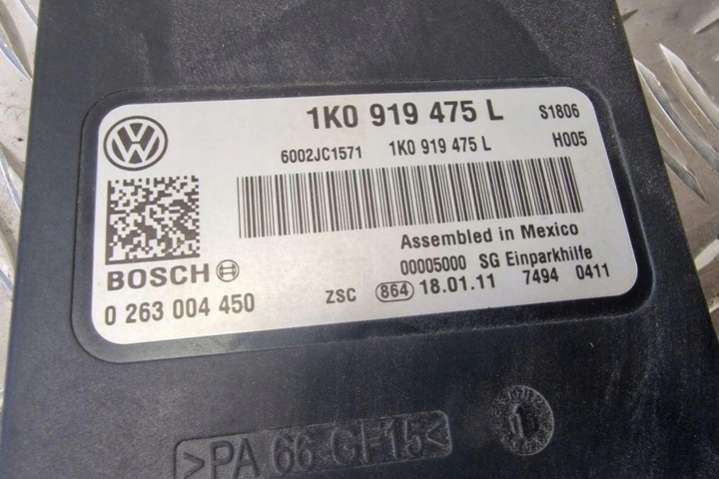 1K0 919 475 L S1806
6002JC1571 1K0 919 475 L H005
Assembled in Mexico
BOSCH 00005000 SG Einparkhilfe
0 263 004 450 ZSC 864 18.01.11 7494 0411
>PA 66 GF15<